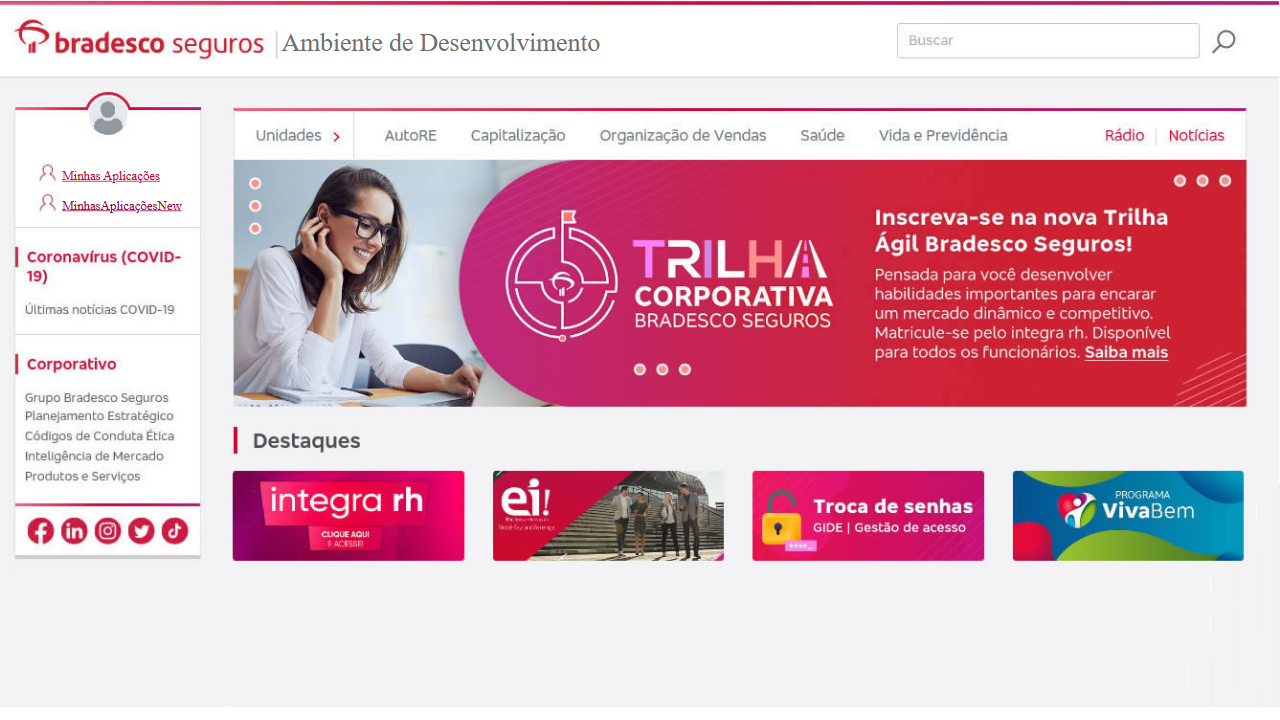 bradesco seguros
Ambiente de Desenvolvimento
Buscar
Minhas Aplicações
MinhasAplicaçõesNew
Coronavírus (COVID-
19)
Últimas notícias COVID-19
Corporativo
Grupo Bradesco Seguros
Planejamento Estratégico
Códigos de Conduta Ética
Inteligência de Mercado
Produtos e Serviços
Unidades
AutoRE
Capitalização
Organização de Vendas
Saúde
Vida e Previdência
Rádio
Notícias
TRILHA
CORPORATIVA
BRADESCO SEGUROS
Inscreva-se na nova Trilha
Ágil Bradesco Seguros!
Pensada para você desenvolver
habilidades importantes para encarar
um mercado dinâmico e competitivo.
Matricule-se pelo integra rh. Disponível
para todos os funcionários. Saiba mais
Destaques
integra rh
CLIQUE AQUI
E ACESSE!
ei!
Você faz a diferença.
Troca de senhas
GIDE | Gestão de acesso
PROGRAMA
VivaBem